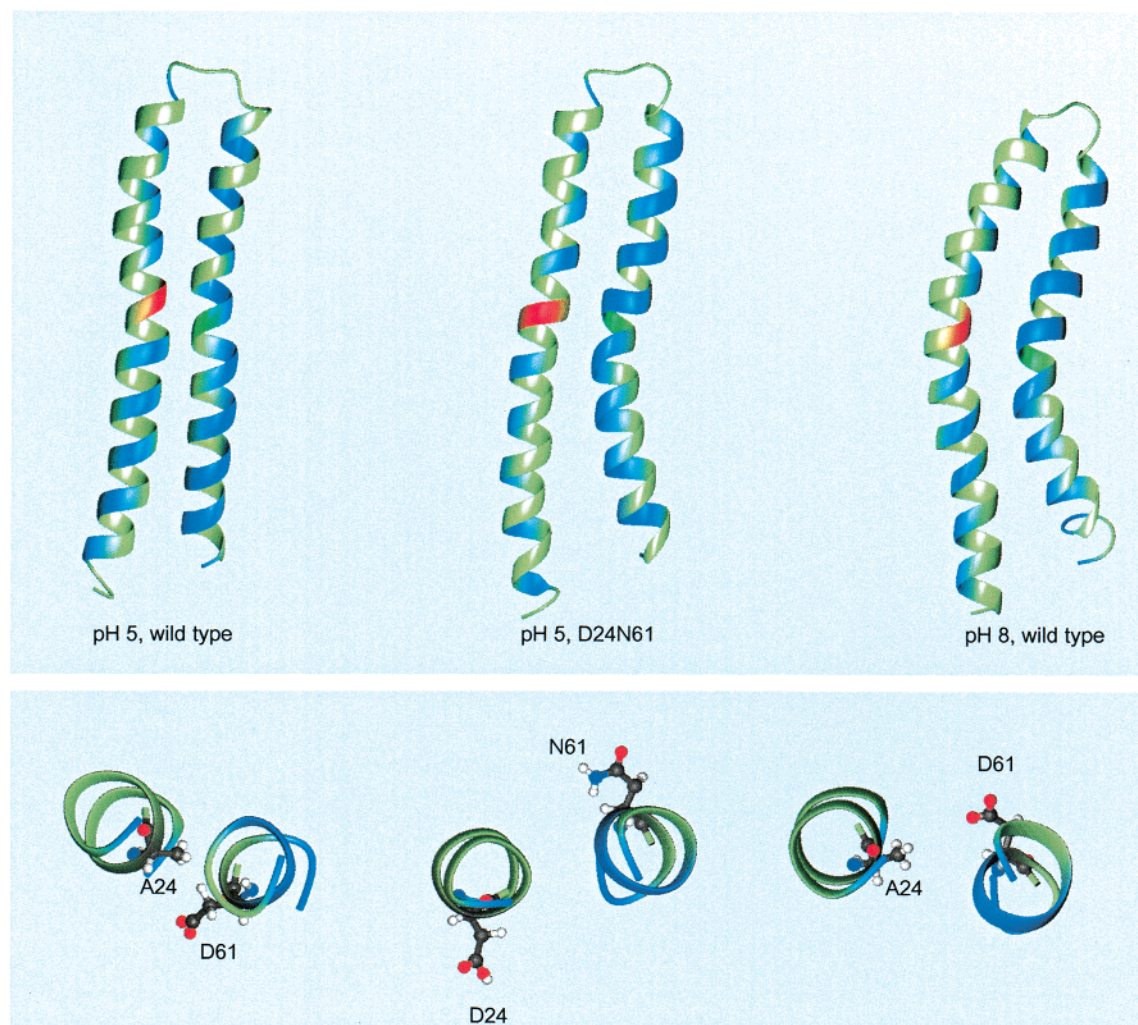 pH 5, wild type
pH 5, D24N61
pH 8, wild type
N61
D61
A24
A24
D61
D24